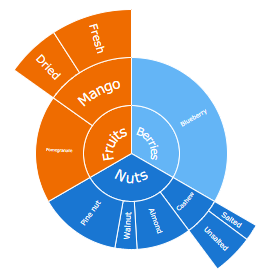 Fresh
Dried
Mango
Blueberry
Fruits
Berries
Pomegranate
Nuts
Cashew
Salted
Unsalted
Pine nut
Walnut
Almond